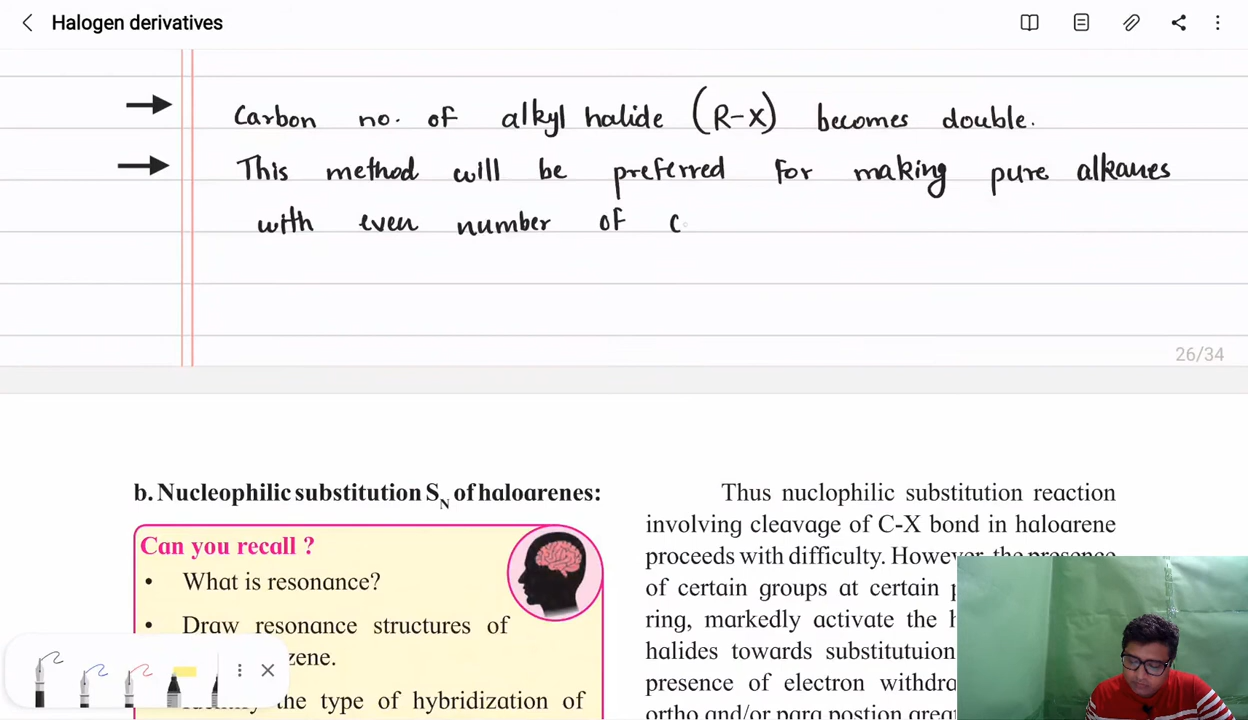 Halogen derivatives
Carbon no. of alkyl halide (R-X) becomes double.
This method will be preferred for making pure alkanes
with even number of C
26/34
b. Nucleophilic substitution SN of haloarenes:
Can you recall ?
• What is resonance?
• Draw resonance structures of
zene.
the type of hybridization of
Thus nuclophilic substitution reaction
involving cleavage of C-X bond in haloarene
proceeds with difficulty. However, the presence
of certain groups at certain p
ring, markedly activate the h
halides towards substitutuion
presence of electron withdra
ortho and/or para postion grea